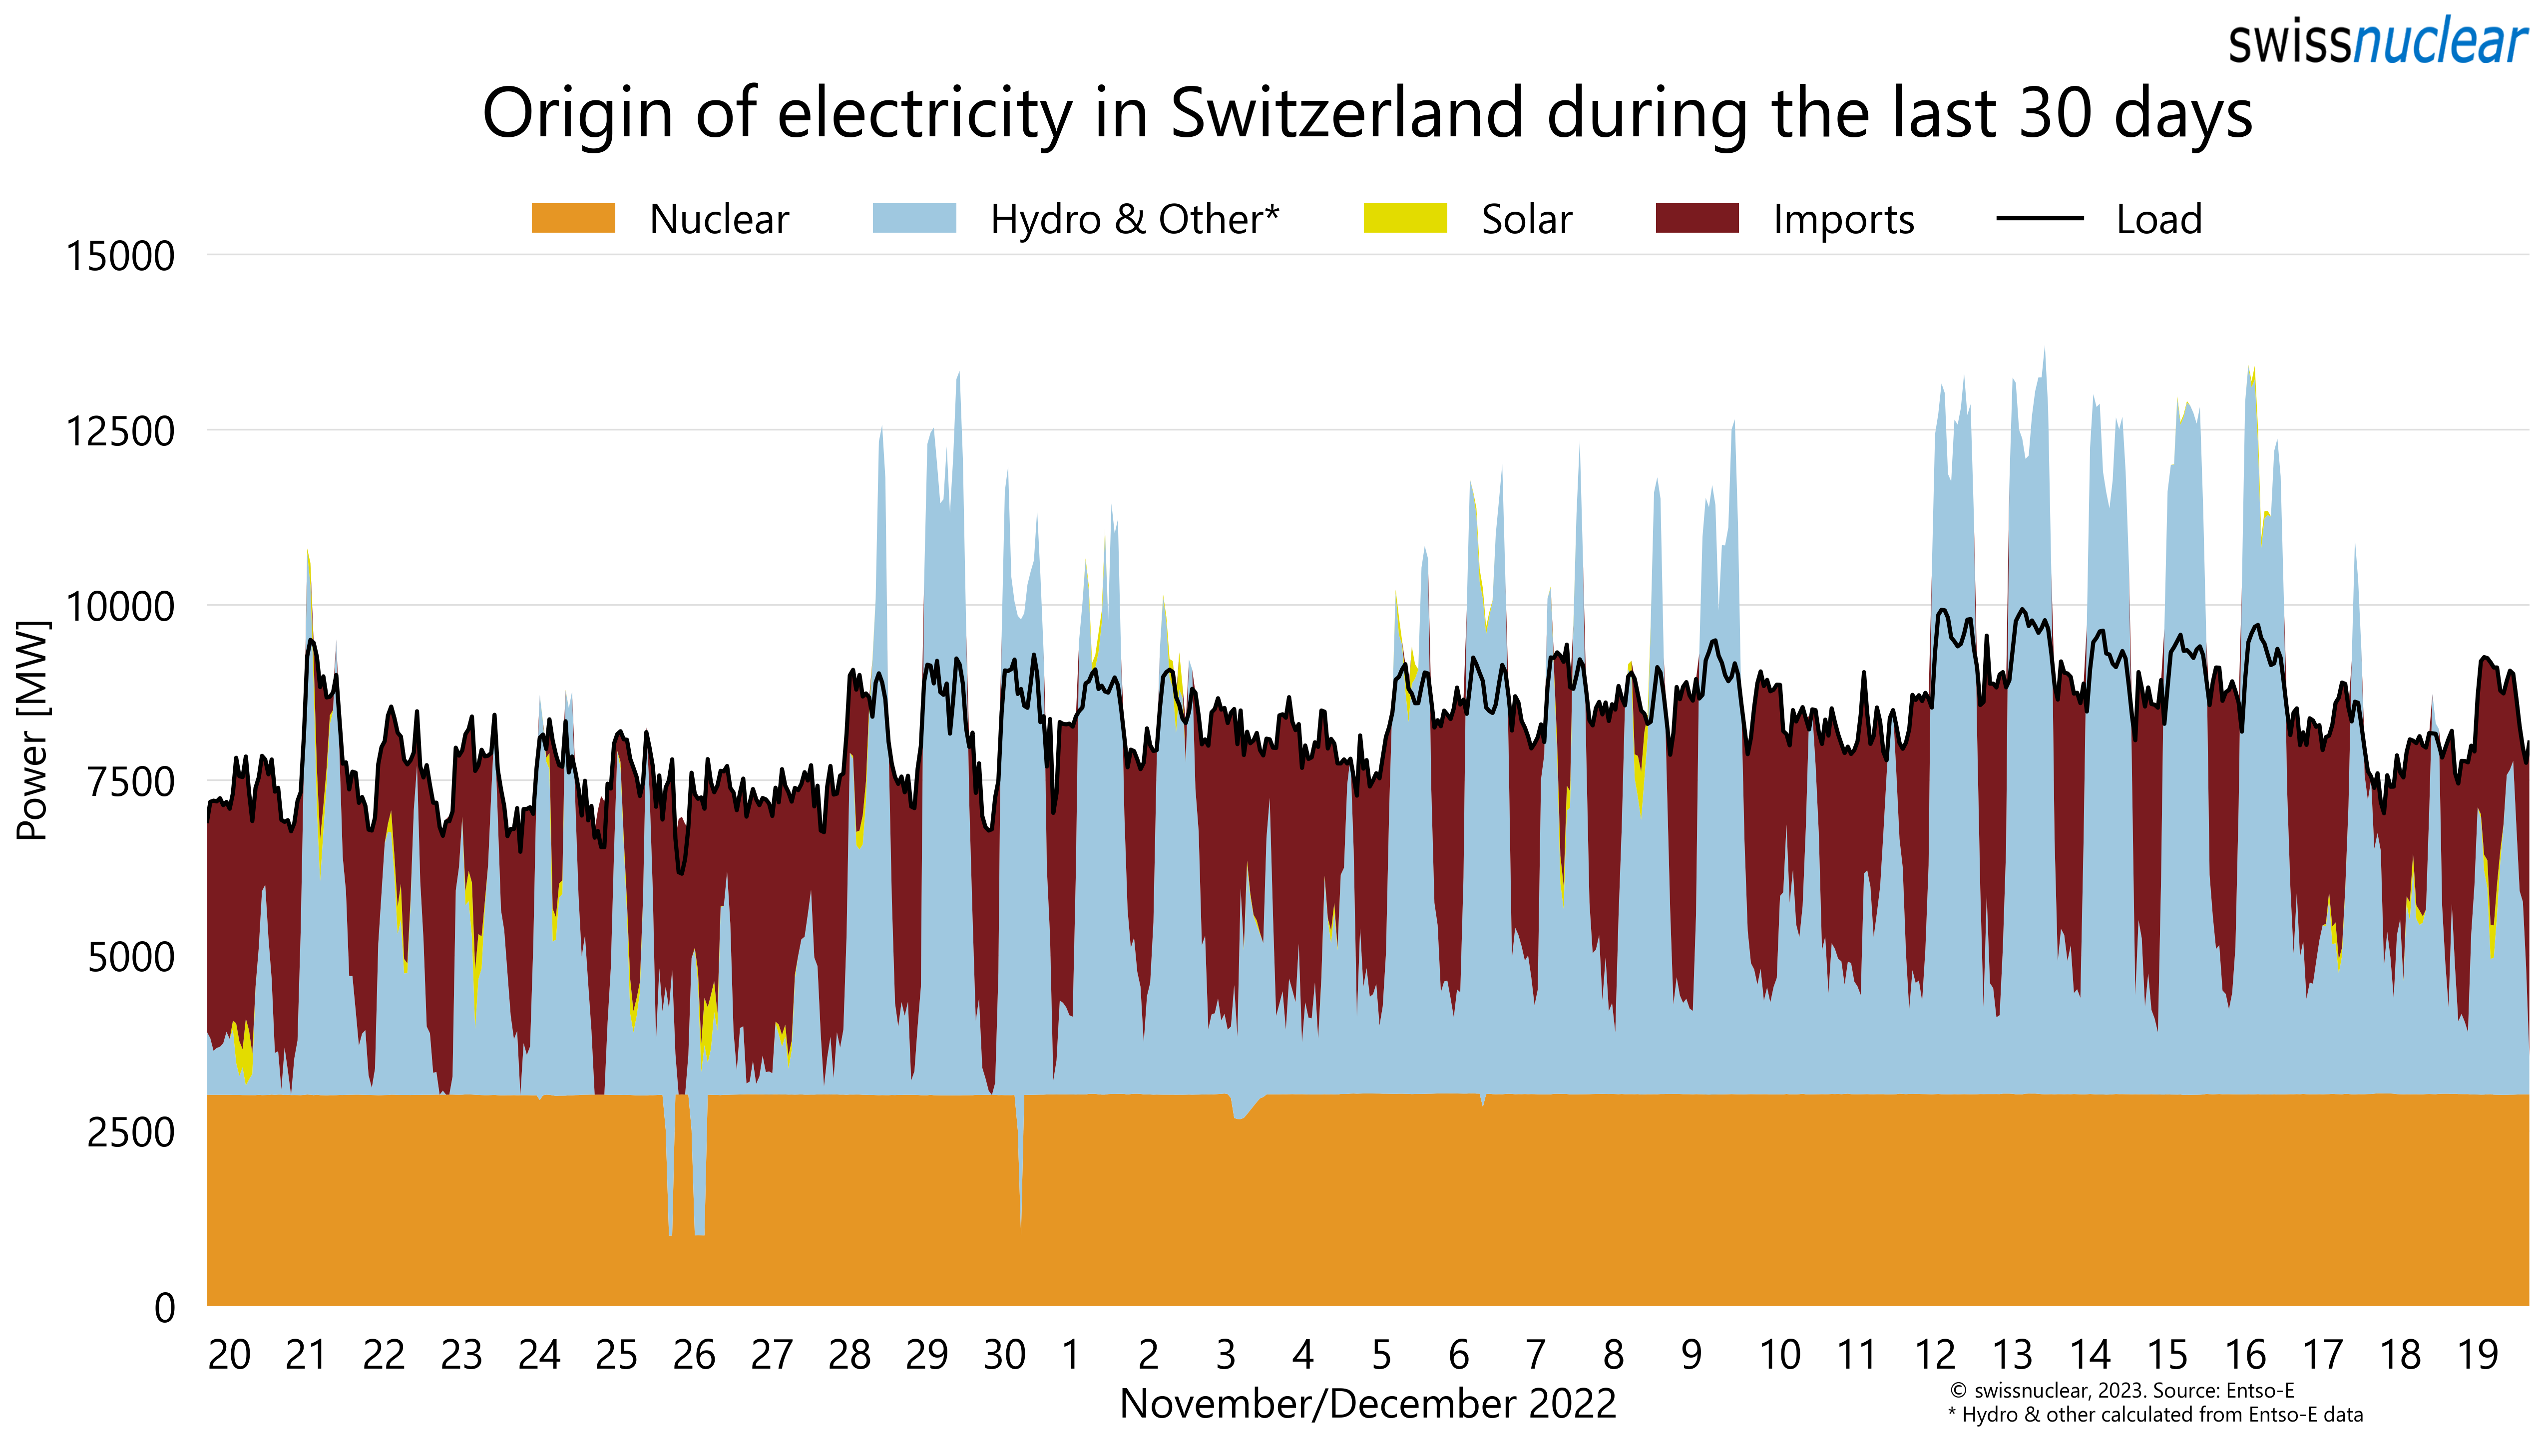 swissnuclear
Origin of electricity in Switzerland during the last 30 days
Nuclear Hydro & Other* Solar Imports Load
15000
12500
10000
7500
5000
2500
0
Power [MW]
20 21 22 23 24 25 26 27 28 29 30 1 2 3 4 5 6 7 8 9 10 11 12 13 14 15 16 17 18 19
November/December 2022
© swissnuclear, 2023. Source: Entso-E
* Hydro & other calculated from Entso-E data